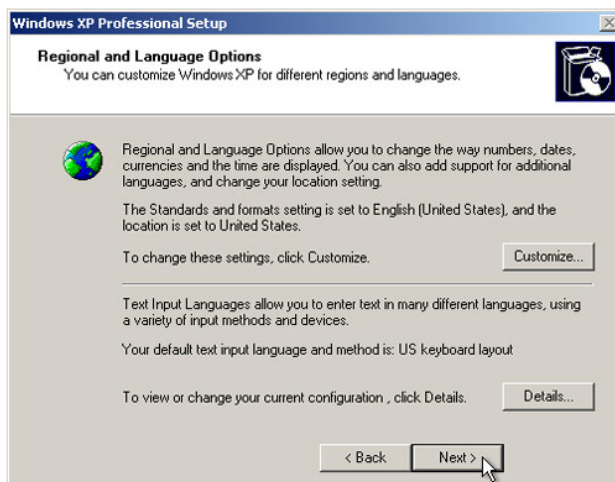 Windows XP Professional Setup
Regional and Language Options
You can customize Windows XP for different regions and languages.
Regional and Language Options allow you to change the way numbers, dates,
currencies and the time are displayed. You can also add support for additional
languages, and change your location setting.
The Standards and formats setting is set to English (United States), and the
location is set to United States.
To change these settings, click Customize.
Customize...
Text Input Languages allow you to enter text in many different languages, using
a variety of input methods and devices.
Your default text input language and method is: US keyboard layout
To view or change your current configuration , click Details.
Details...
< Back
Next >